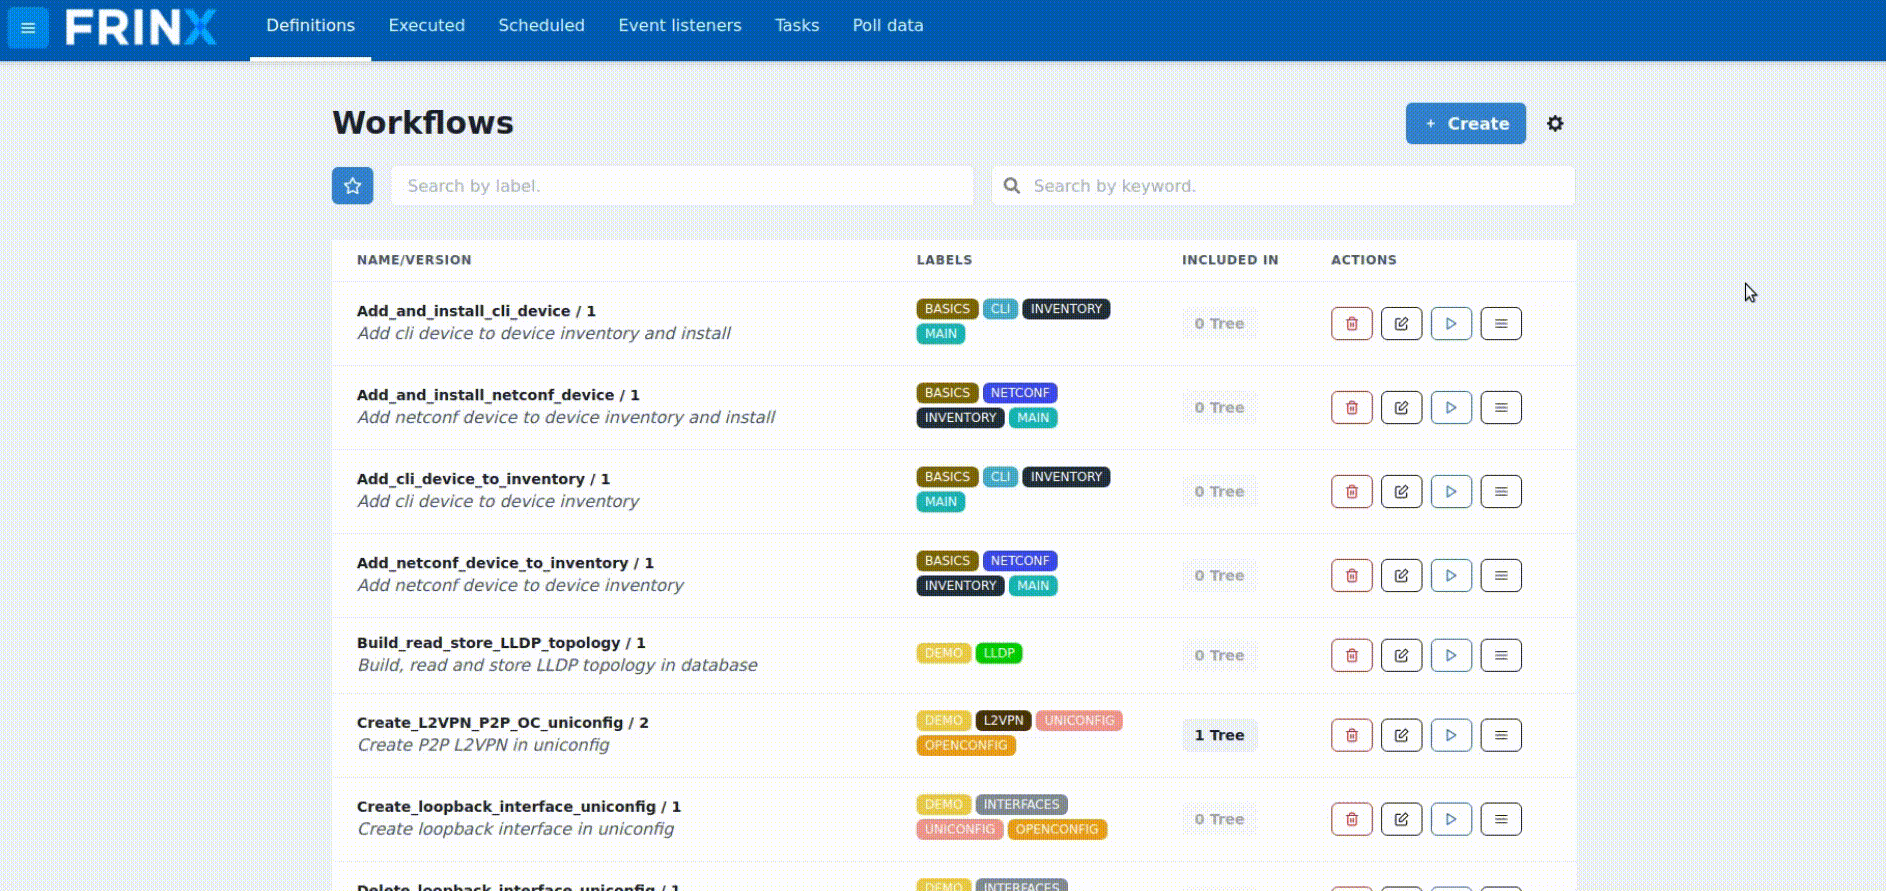 FRINX
Definitions Executed Scheduled Event listeners Tasks Poll data
Workflows
+ Create
Search by label.
Search by keyword.
NAME/VERSION LABELS INCLUDED IN ACTIONS
Add_and_install_cli_device / 1
Add cli device to device inventory and install
BASICS CLI INVENTORY
MAIN
0 Tree
Add_and_install_netconf_device / 1
Add netconf device to device inventory and install
BASICS NETCONF
INVENTORY MAIN
0 Tree
Add_cli_device_to_inventory / 1
Add cli device to device inventory
BASICS CLI INVENTORY
MAIN
0 Tree
Add_netconf_device_to_inventory / 1
Add netconf device to device inventory
BASICS NETCONF
INVENTORY MAIN
0 Tree
Build_read_store_LLDP_topology / 1
Build, read and store LLDP topology in database
DEMO LLDP
0 Tree
Create_L2VPN_P2P_OC_uniconfig / 2
Create P2P L2VPN in uniconfig
DEMO L2VPN UNICONFIG
OPENCONFIG
1 Tree
Create_loopback_interface_uniconfig / 1
Create loopback interface in uniconfig
DEMO INTERFACES
UNICONFIG OPENCONFIG
0 Tree
Delete_loopback_interface_uniconfig / 1
DEMO INTERFACES